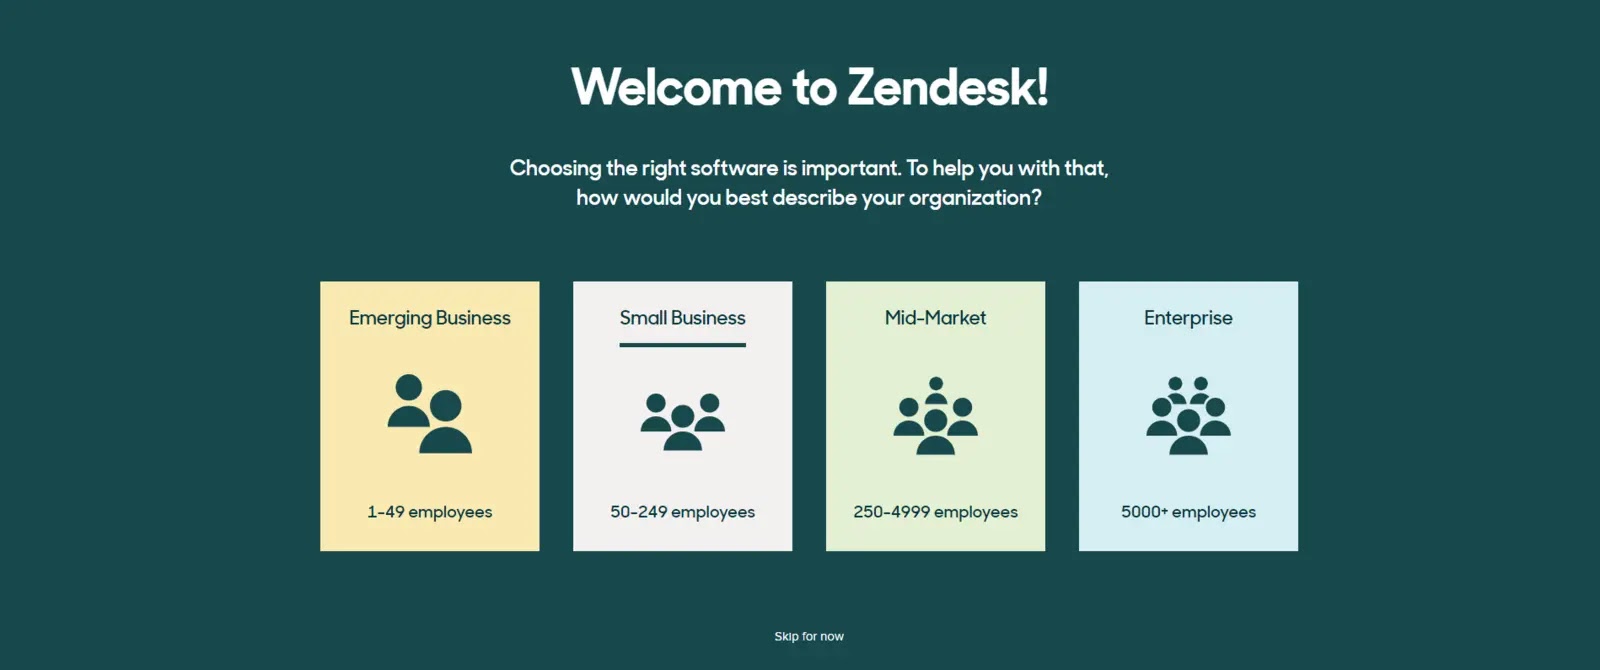 Welcome to Zendesk!
Choosing the right software is important. To help you with that,
how would you best describe your organization?
Emerging Business
1-49 employees
Small Business
50-249 employees
Mid-Market
250-4999 employees
Enterprise
5000+ employees
Skip for now